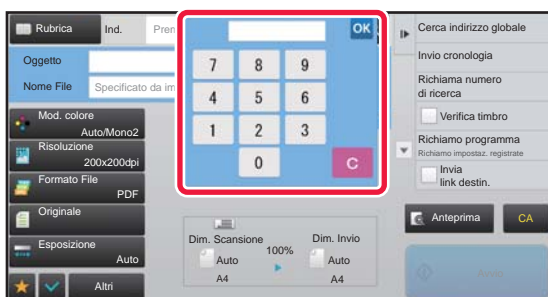 Rubrica
Ind.
Oggetto
Nome File
Specificato da im
Mod. colore
Auto/Mono2
Risoluzione
200x200dpi
Formato File
PDF
Originale
Esposizione
Auto
Altri
OK
7 8 9
4 5 6
1 2 3
0 C
Dim. Scansione
100%
Dim. Invio
Auto
A4
Auto
A4
Cerca indirizzo globale
Invio cronologia
Richiama numero
di ricerca
Verifica timbro
Richiamo programma
Richiamo impostaz. registrate
Invia
link destin.
Anteprima
CA